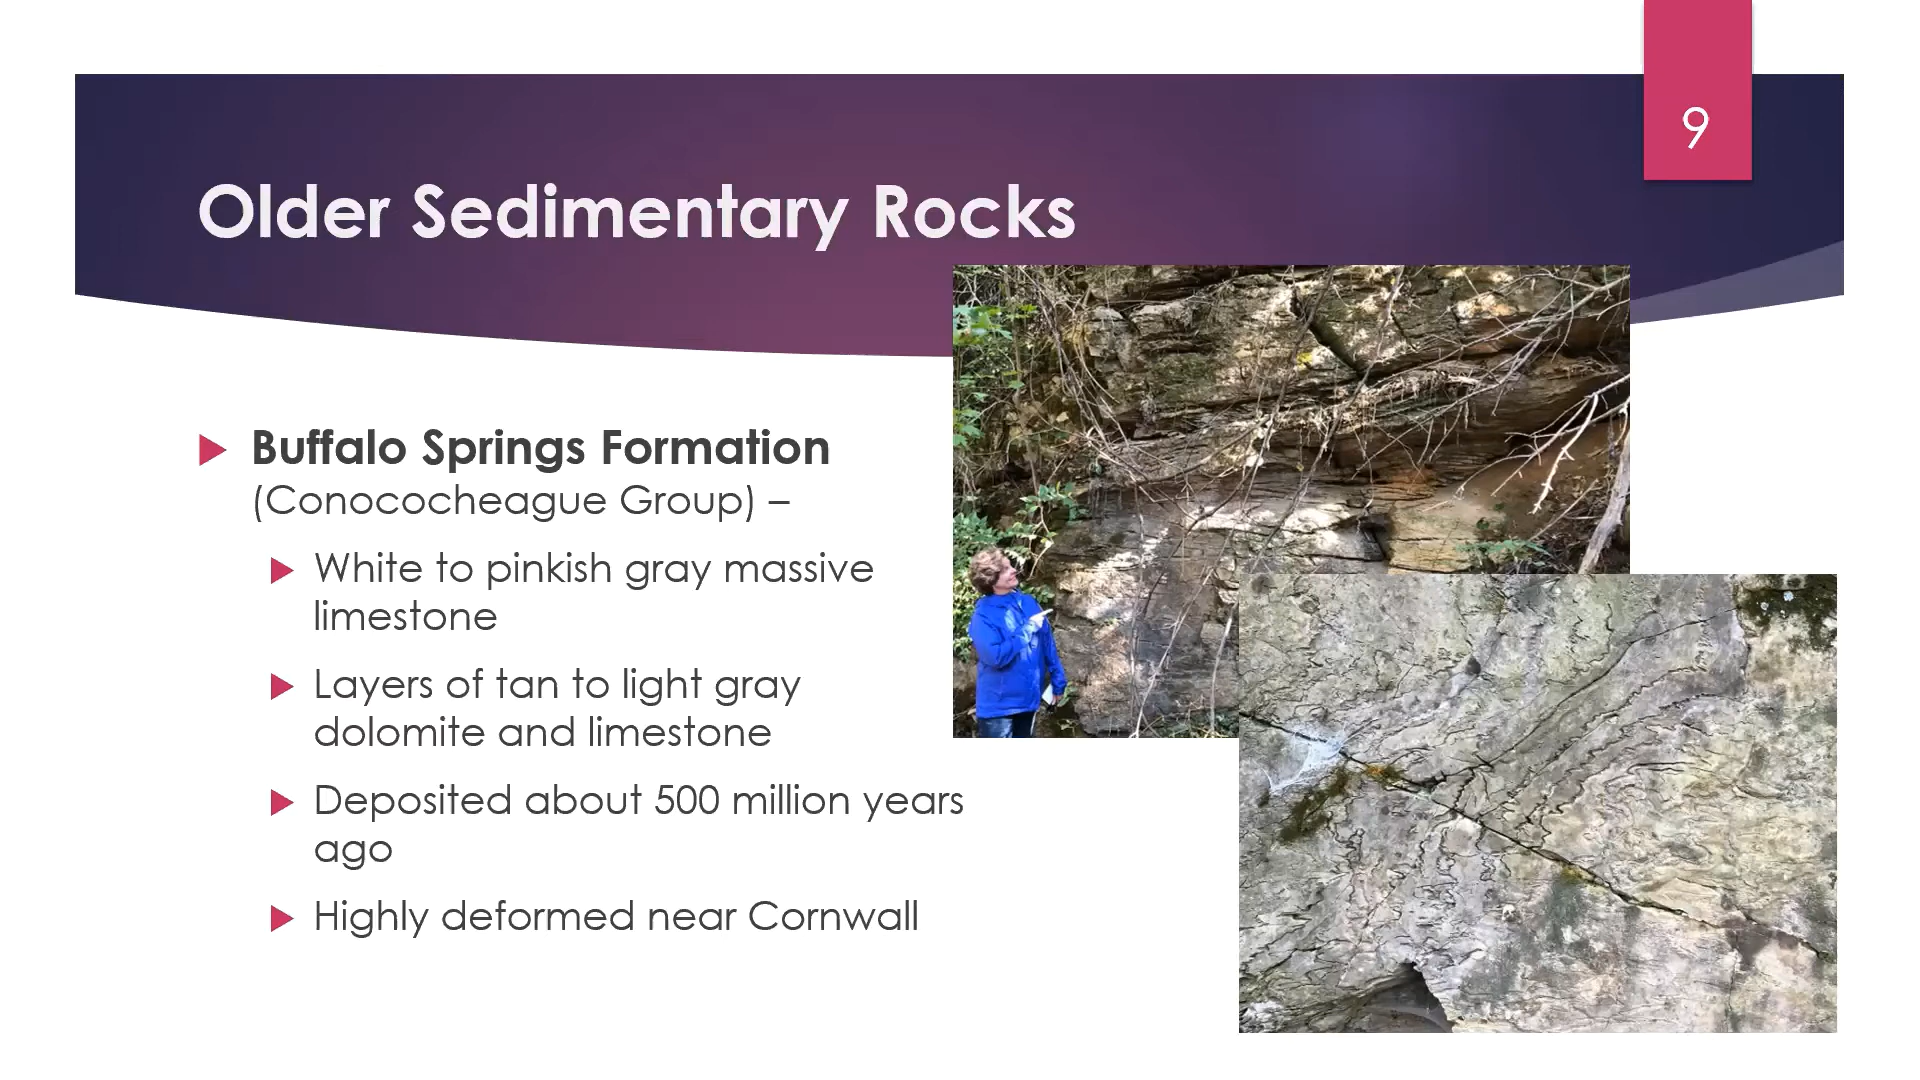 9
Older Sedimentary Rocks
Buffalo Springs Formation
(Conococheague Group) –
White to pinkish gray massive
limestone
Layers of tan to light gray
dolomite and limestone
Deposited about 500 million years
ago
Highly deformed near Cornwall